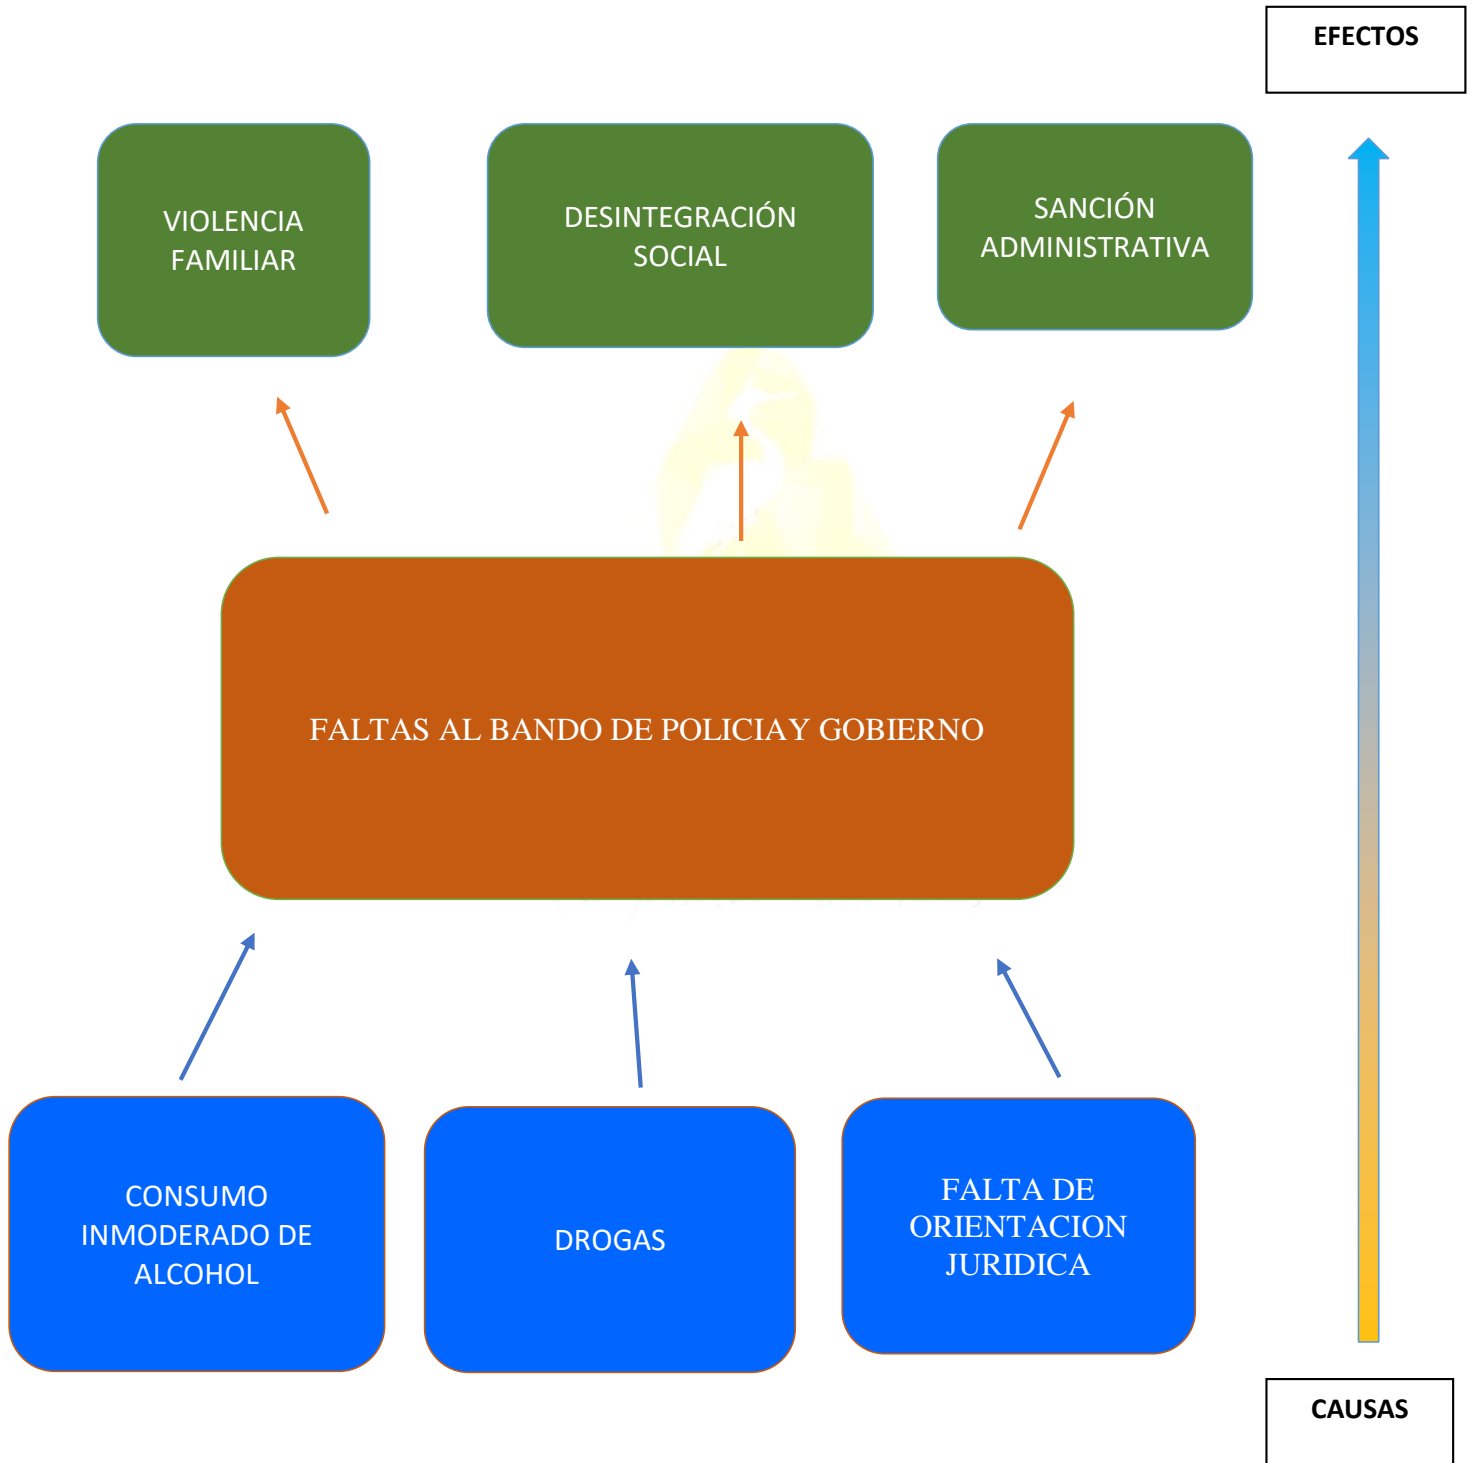 EFECTOS
VIOLENCIA
FAMILIAR
DESINTEGRACIÓN
SOCIAL
SANCIÓN
ADMINISTRATIVA
FALTAS AL BANDO DE POLICIAY GOBIERNO
CONSUMO
INMODERADO DE
ALCOHOL
DROGAS
FALTA DE
ORIENTACION
JURIDICA
CAUSAS